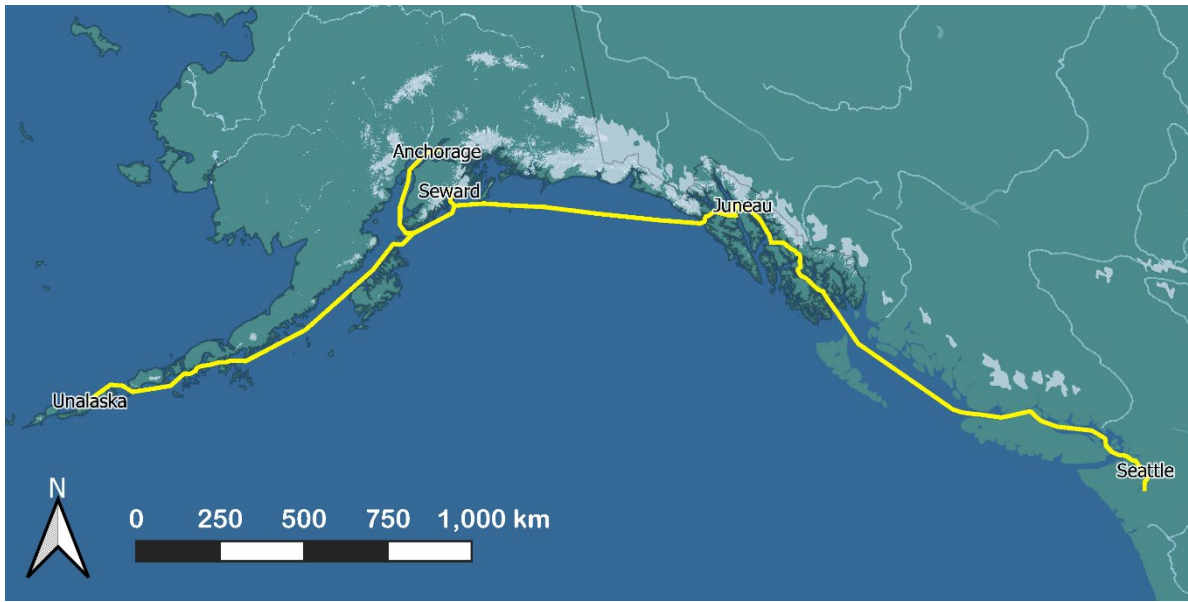 Anchorage
Seward
Juneau
Unalaska
Seattle
N
0 250 500 750 1,000 km